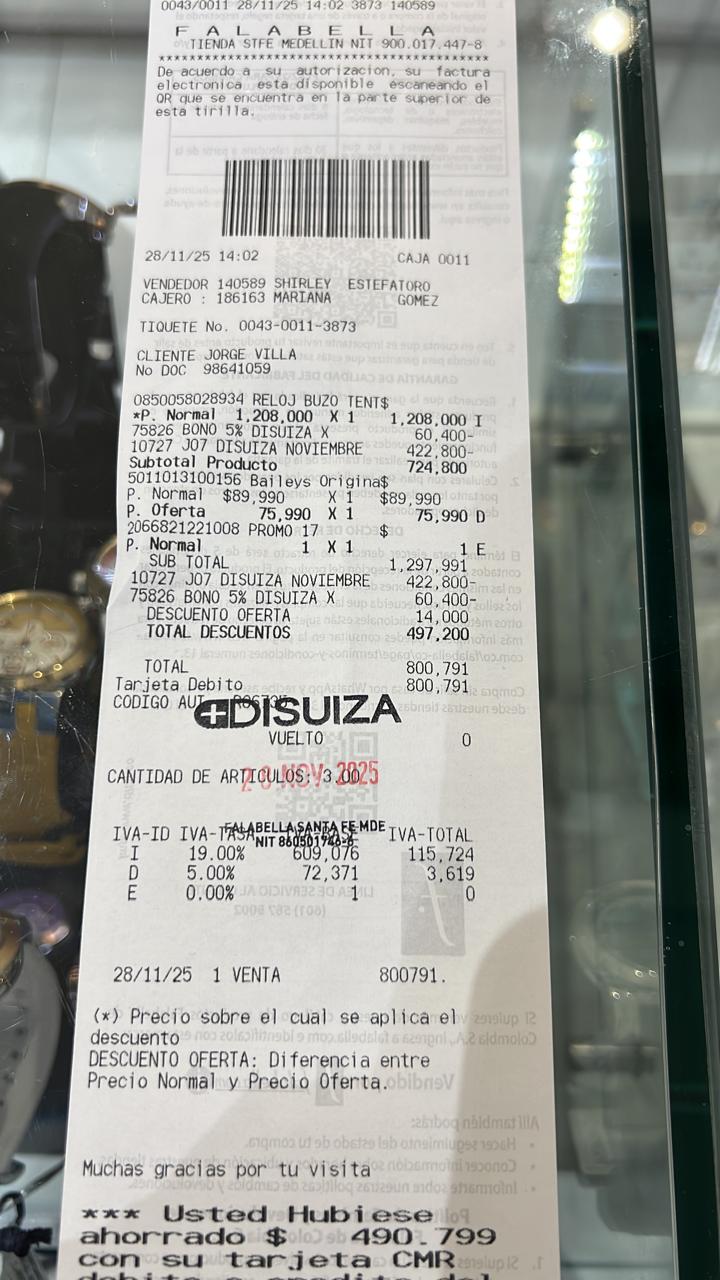 0043/0011 28/11/25 14:02 3873 140589
FALABELLA
TIENDA STFE MEDELLIN NIT 900.017.447-8
****************************************
De acuerdo a su autorizacion, su factura
electronica esta disponible escaneando el
QR que se encuentra en la parte superior de
esta tirilla.
28/11/25 14:02 CAJA 0011
VENDEDOR 140589 SHIRLEY ESTEFATORO
CAJERO : 186163 MARIANA GOMEZ
TIQUETE No. 0043-0011-3873
CLIENTE JORGE VILLA
No DOC 98641059
0850058028934 RELOJ BUZO TENT$
*P. Normal 1,208,000 X 1 1,208,000 I
75826 BONO 5% DISUIZA X 60,400-
10727 J07 DISUIZA NOVIEMBRE 422,800-
Subtotal Producto 724,800
5011013100156 Baileys Origina$
P. Normal $89,990 X 1 $89,990
P. Oferta 75,990 X 1 75,990 D
2066821221008 PROMO 17 $
P. Normal 1 X 1 1 E
SUB TOTAL 1,297,991
10727 J07 DISUIZA NOVIEMBRE 422,800-
75826 BONO 5% DISUIZA X 60,400-
DESCUENTO OFERTA 14,000
TOTAL DESCUENTOS 497,200
TOTAL 800,791
Tarjeta Debito 800,791
CODIGO AUT
DISUIZA
VUELTO 0
CANTIDAD DE ARTICULOS: 3.00
NOV 2025
IVA-ID IVA-TASA IVA-BASE IVA-TOTAL
FALABELLA SANTA FE MDE
NIT
I 19.00% 609,076 115,724
D 5.00% 72,371 3,619
E 0.00% 1 0
28/11/25 1 VENTA 800791.
(*) Precio sobre el cual se aplica el
descuento
DESCUENTO OFERTA: Diferencia entre
Precio Normal y Precio Oferta.
Muchas gracias por tu visita
*** Usted Hubiese
ahorrado $ 490.799
con su tarjeta CMR